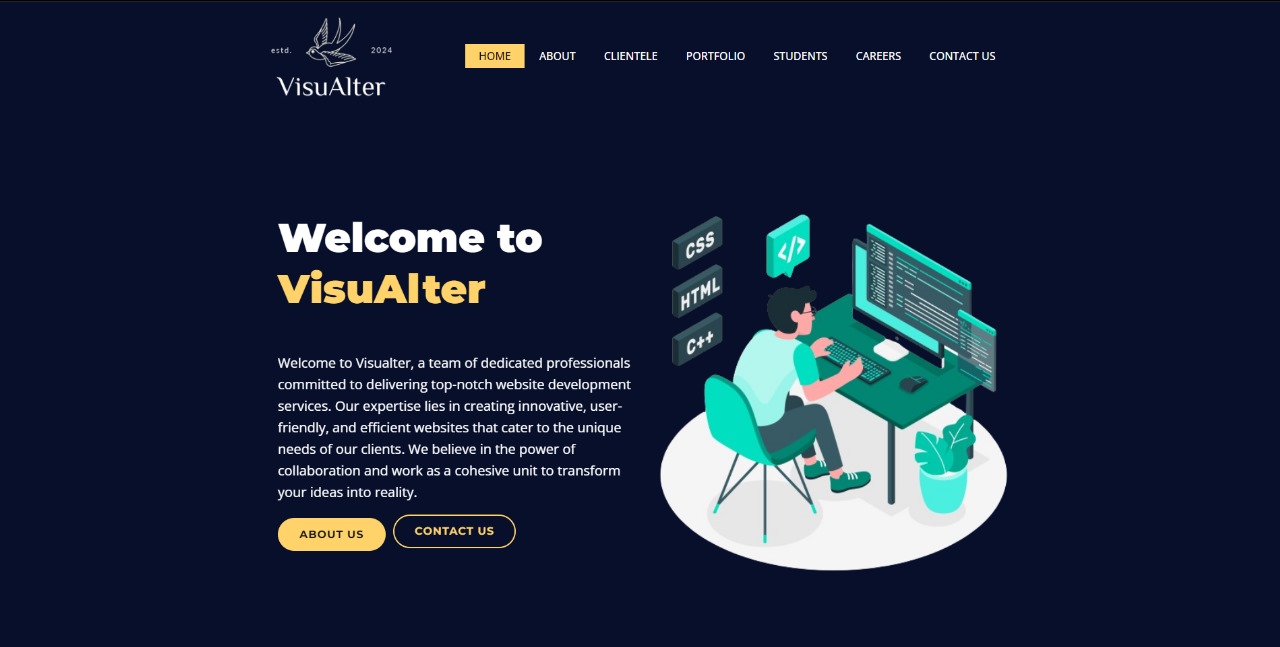 estd. 2024
VisuAlter
HOME ABOUT CLIENTELE PORTFOLIO STUDENTS CAREERS CONTACT US
Welcome to
VisuAlter
Welcome to Visualter, a team of dedicated professionals
committed to delivering top-notch website development
services. Our expertise lies in creating innovative, user-
friendly, and efficient websites that cater to the unique
needs of our clients. We believe in the power of
collaboration and work as a cohesive unit to transform
your ideas into reality.
ABOUT US CONTACT US
CSS
</>
HTML
C++